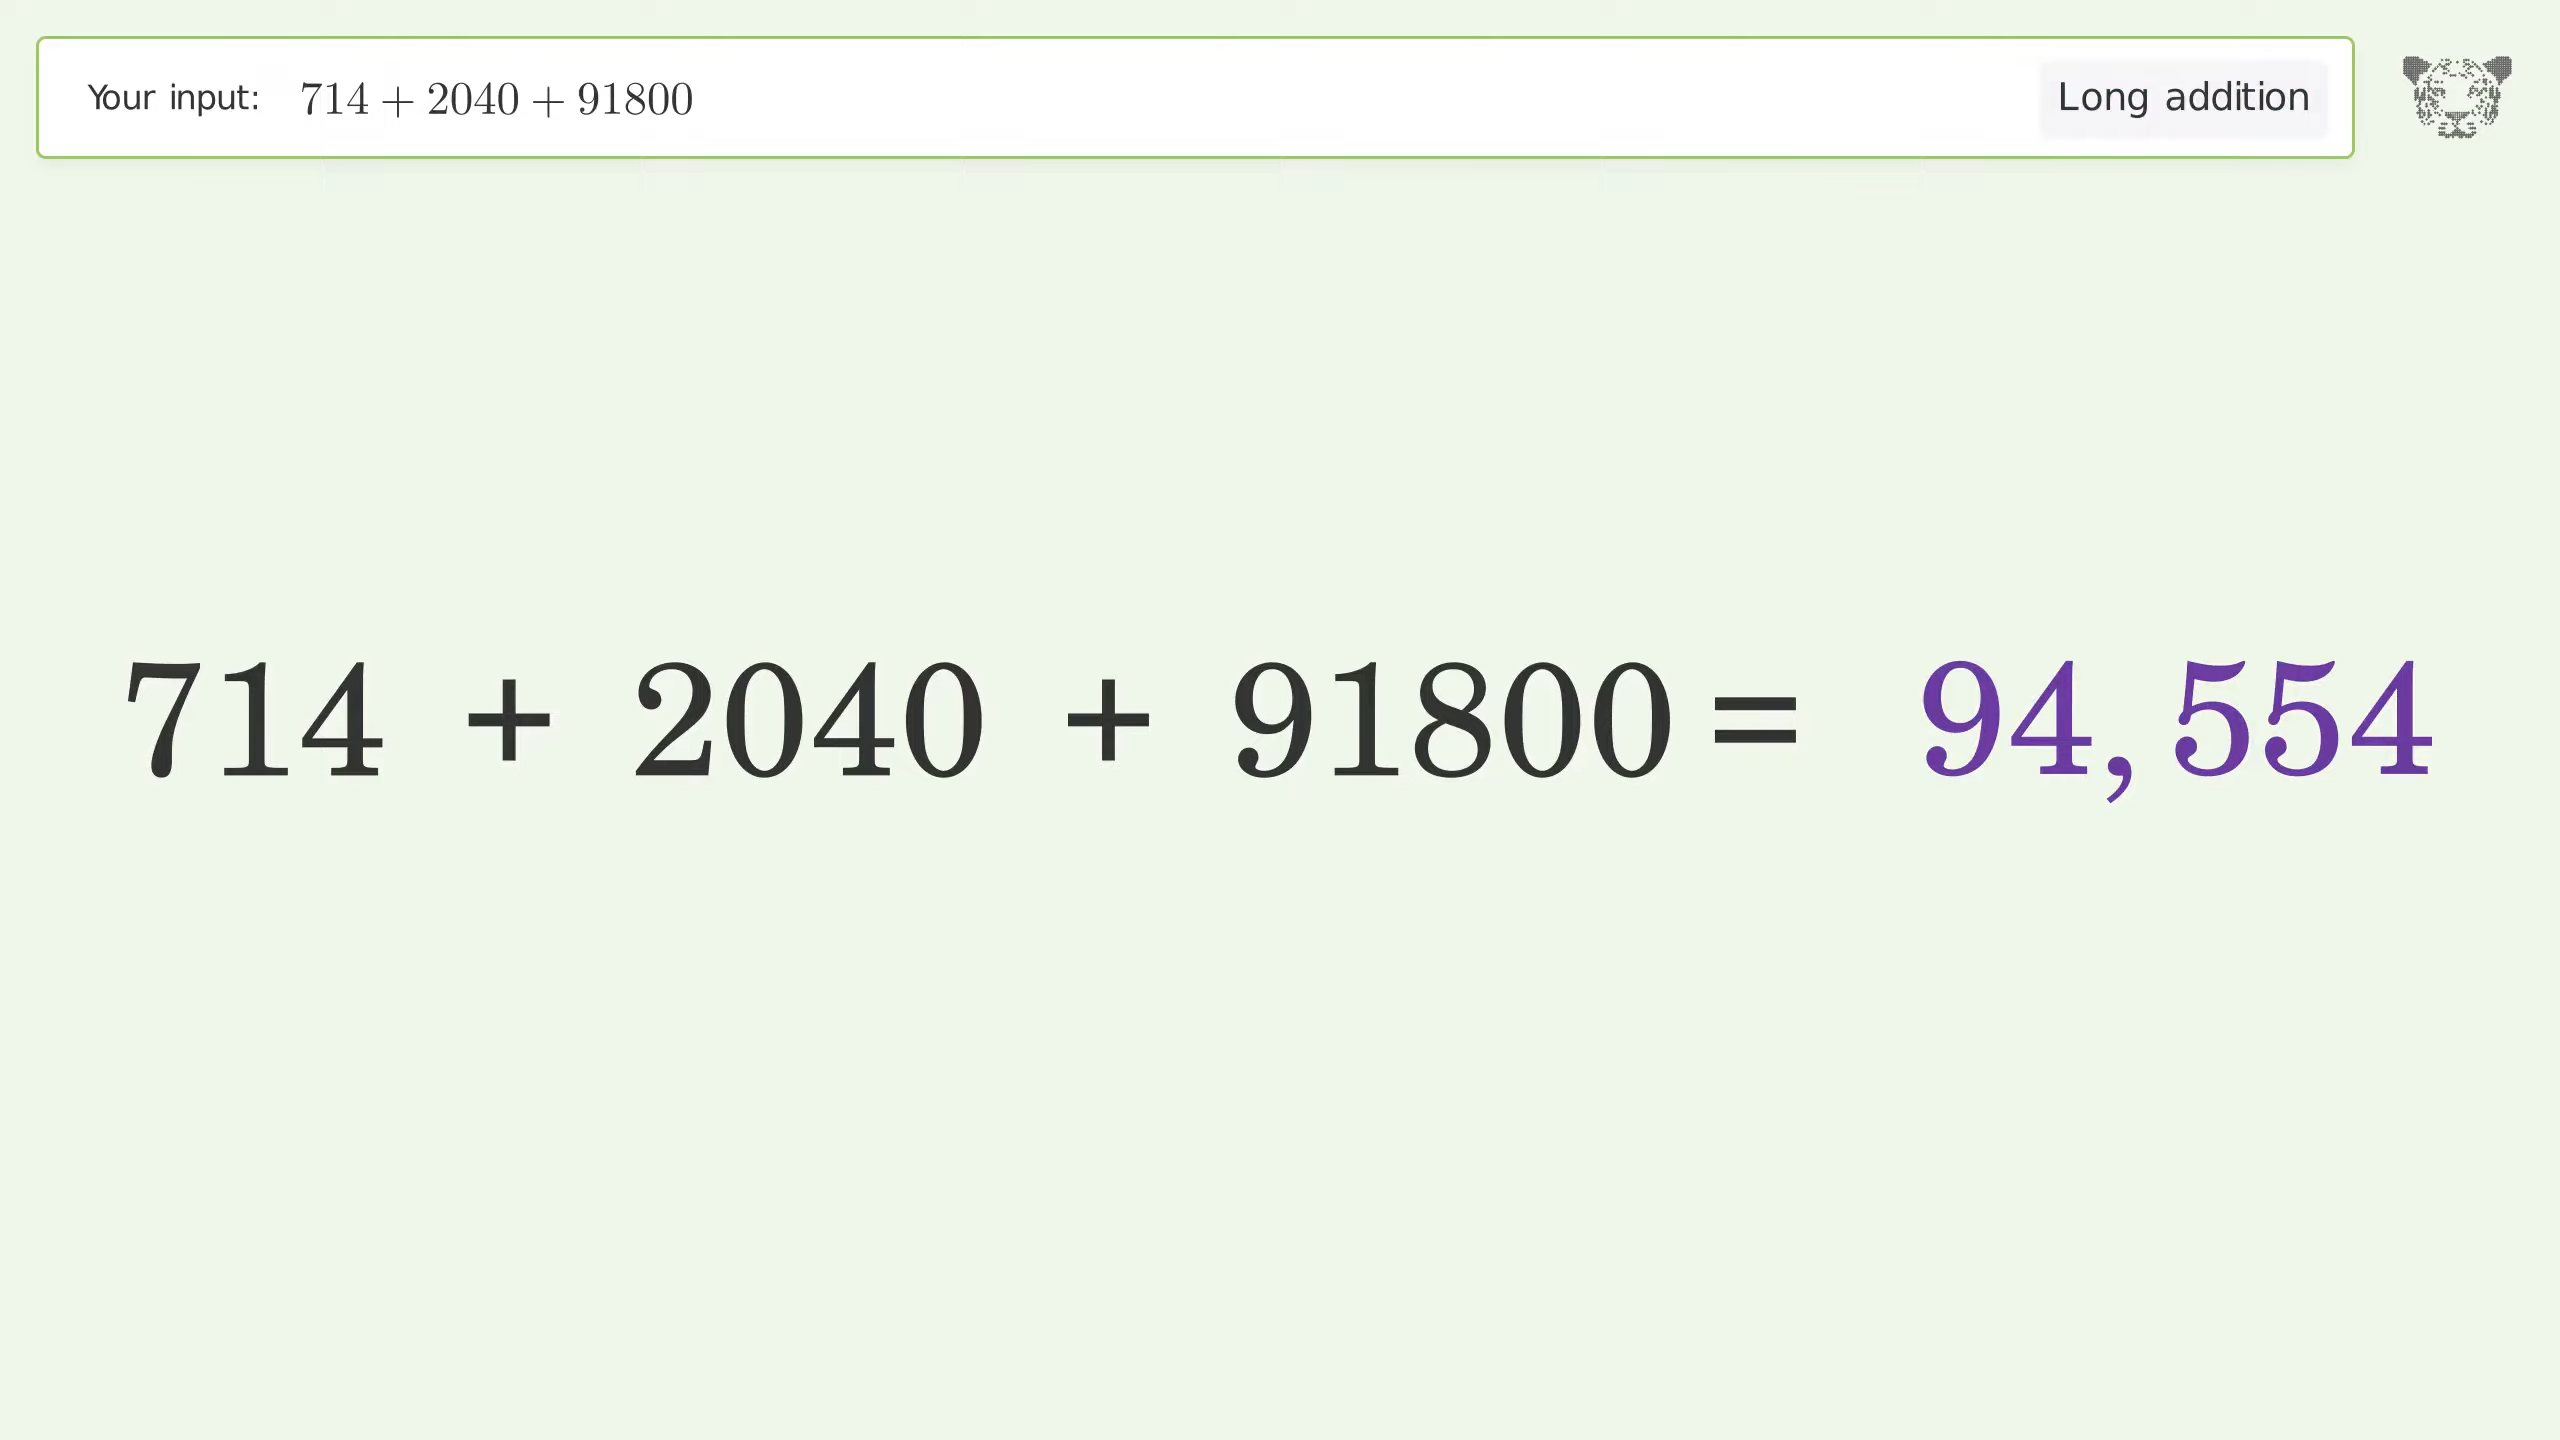 Your input: 714 + 2040 + 91800 Long addition
714 + 2040 + 91800 = 94,554